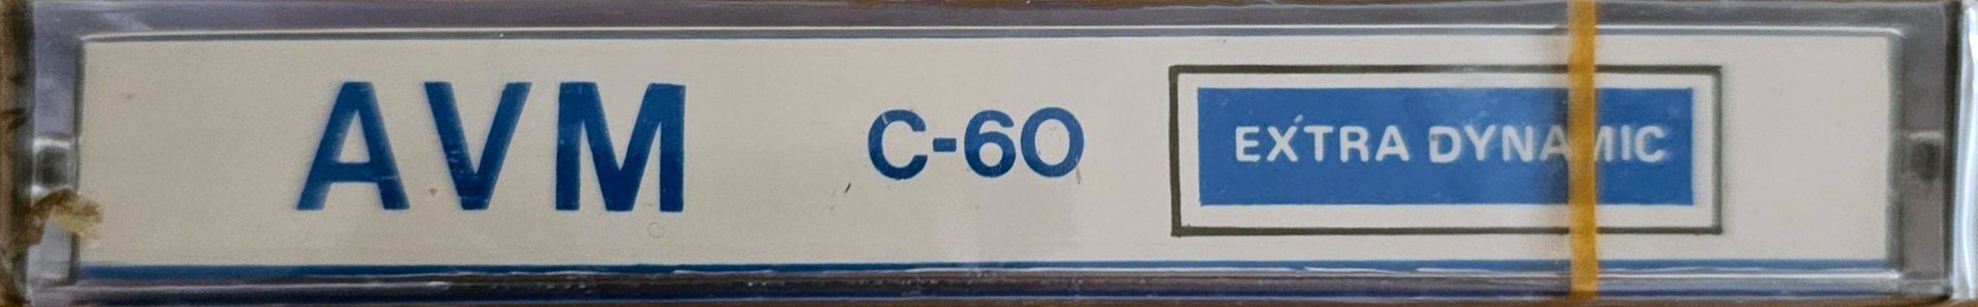 AVM C-60 EXTRA DYNAMIC